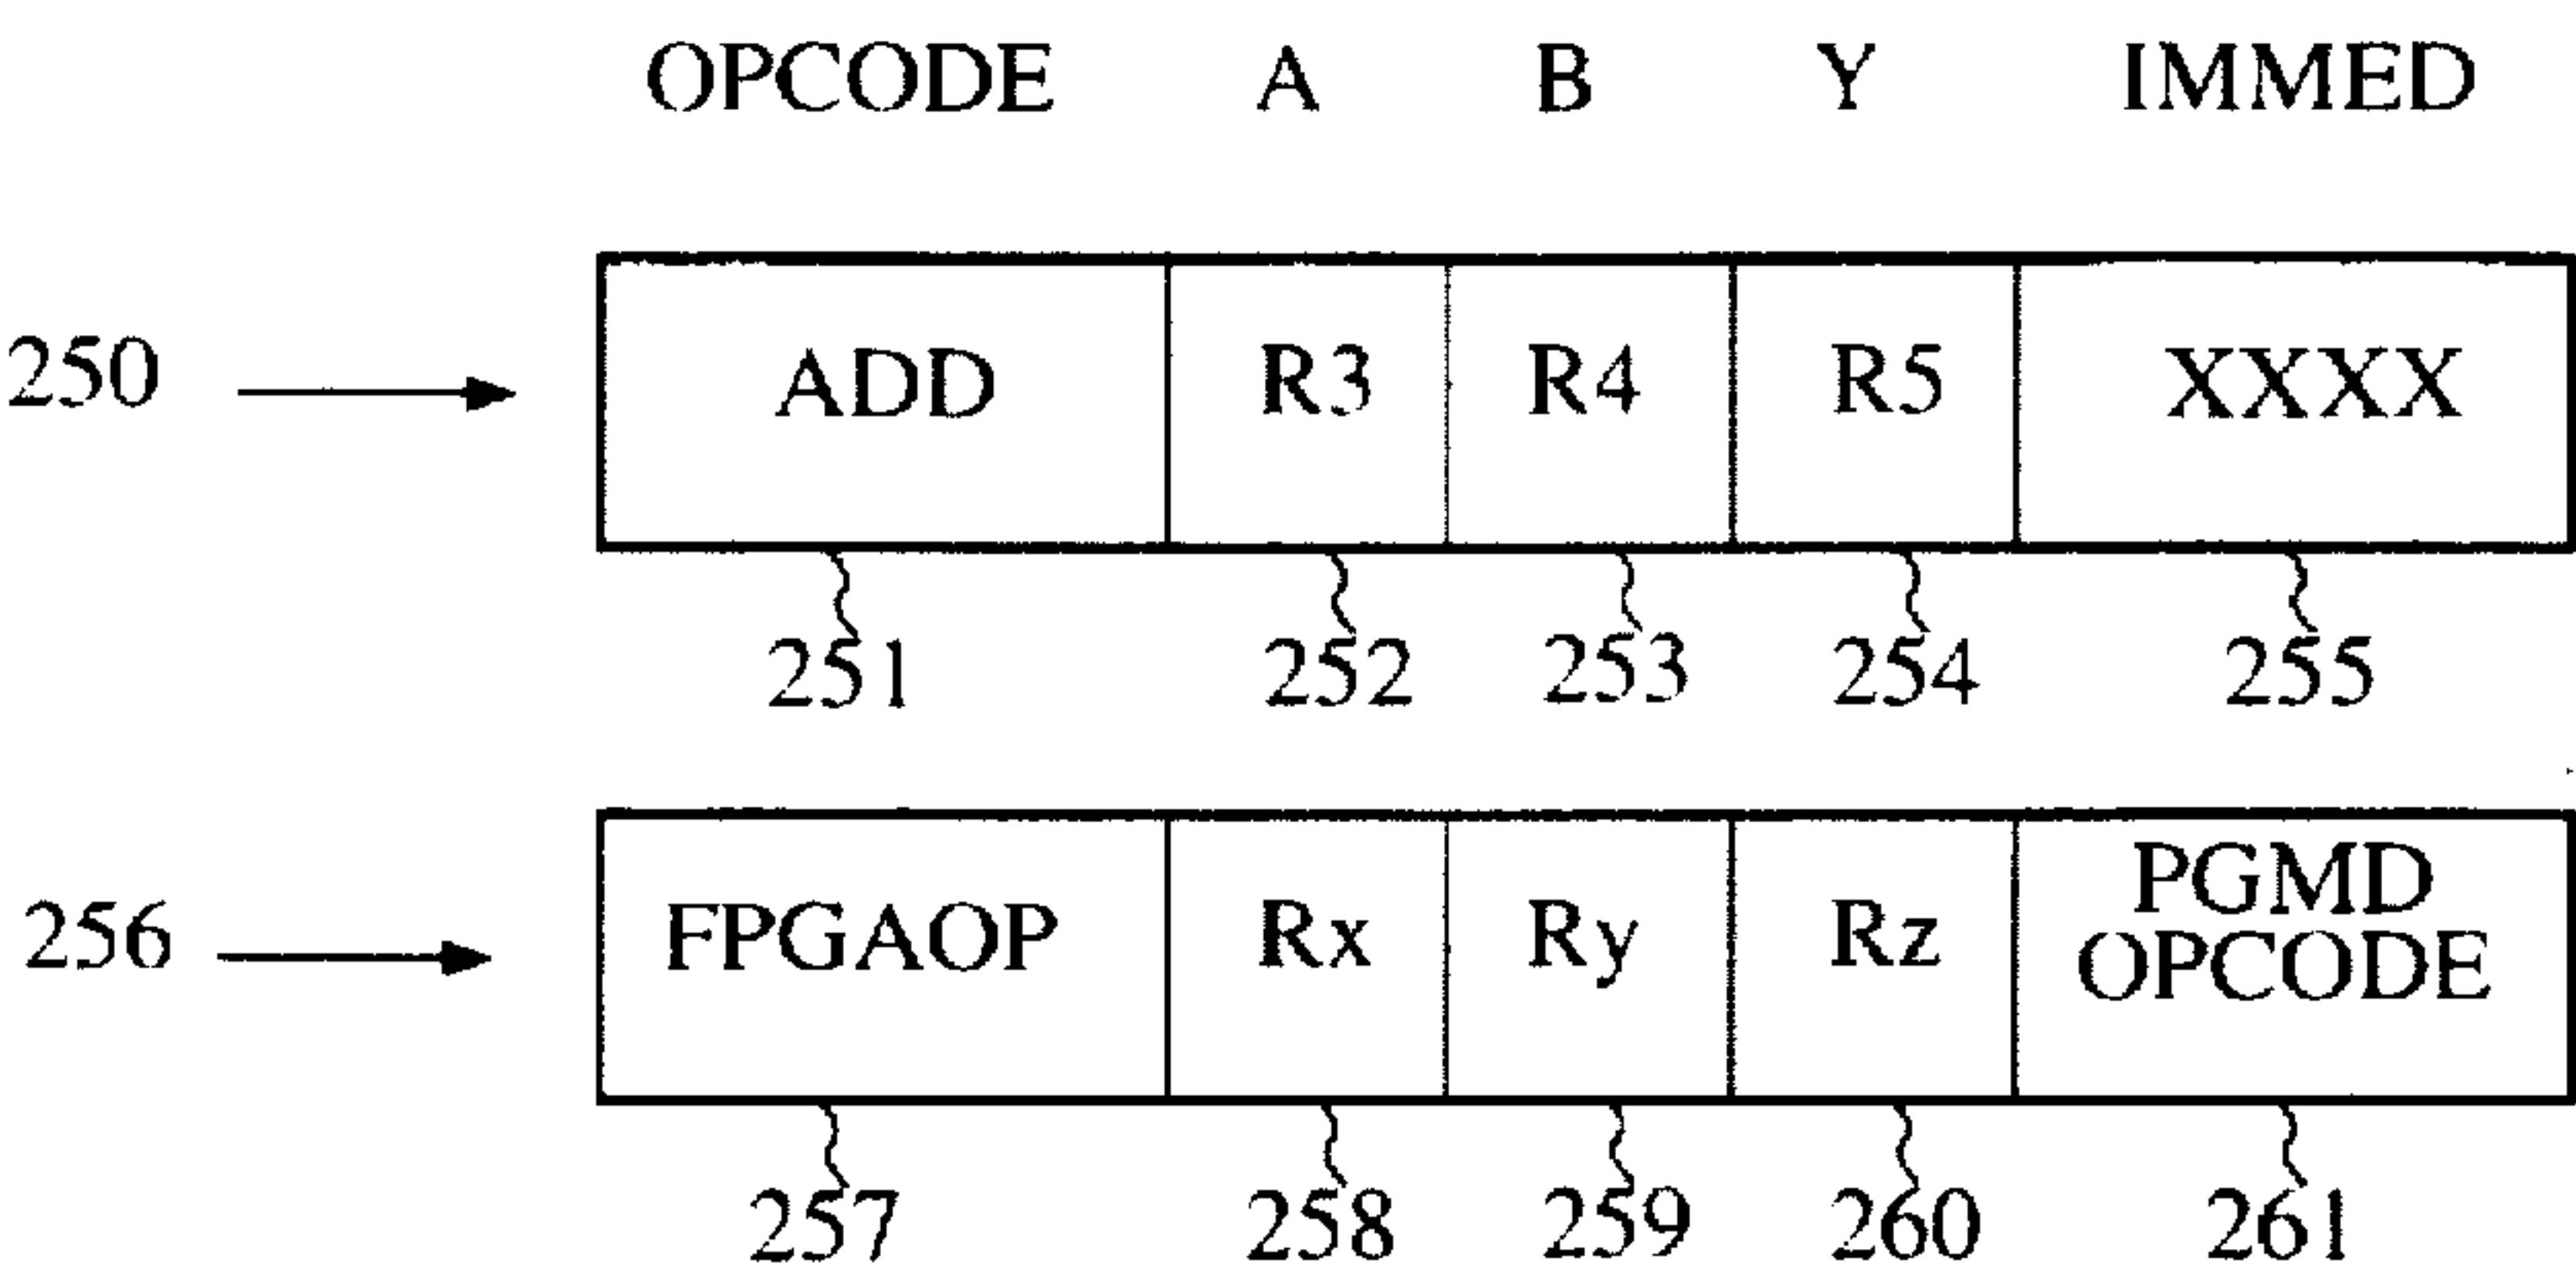 OPCODE A B Y IMMED
250 ADD R3 R4 R5 XXXX
251 252 253 254 255
256 FPGAOP Rx Ry Rz PGMD
OPCODE
257 258 259 260 261